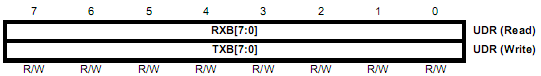 7 6 5 4 3 2 1 0
RXB[7:0] UDR (Read)
TXB[7:0] UDR (Write)
R/W R/W R/W R/W R/W R/W R/W R/W